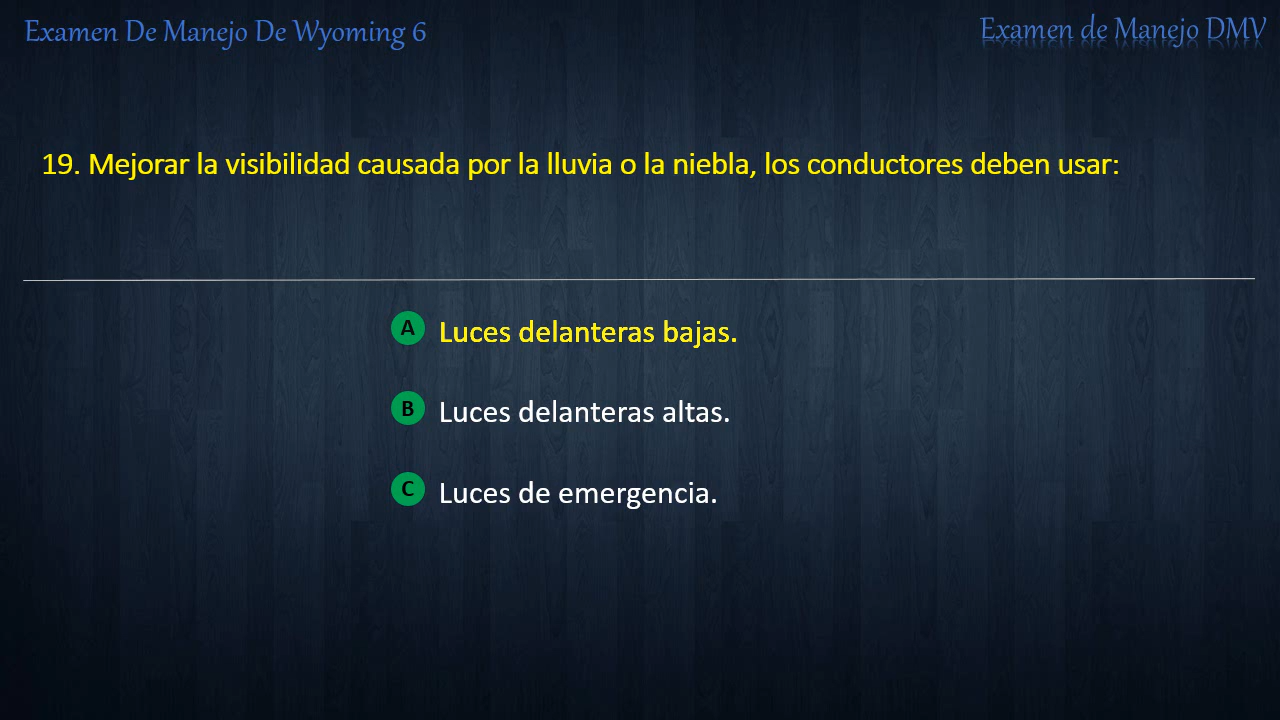 Examen De Manejo De Wyoming 6
Examen de Manejo DMV
19. Mejorar la visibilidad causada por la lluvia o la niebla, los conductores deben usar:
A Luces delanteras bajas.
B Luces delanteras altas.
C Luces de emergencia.